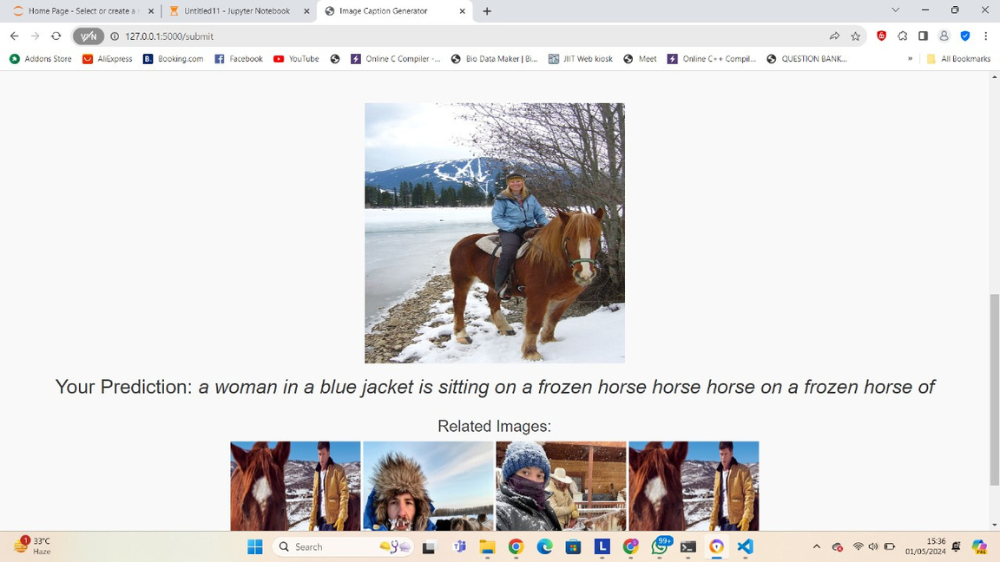 Home Page - Select or create a
Untitled11 - Jupyter Notebook
Image Caption Generator
VPN
127.0.0.1:5000/submit
Addons Store
AliExpress
B.
Booking.com
Facebook
YouTube
Online C Compiler -...
Bio Data Maker | Bi...
JIIT Web kiosk
Meet
Online C++ Compil...
QUESTION BANK...
»
All Bookmarks
Your Prediction: a woman in a blue jacket is sitting on a frozen horse horse horse on a frozen horse of
Related Images:
1
33°C
Haze
Search
L
99+
15:36
01/05/2024